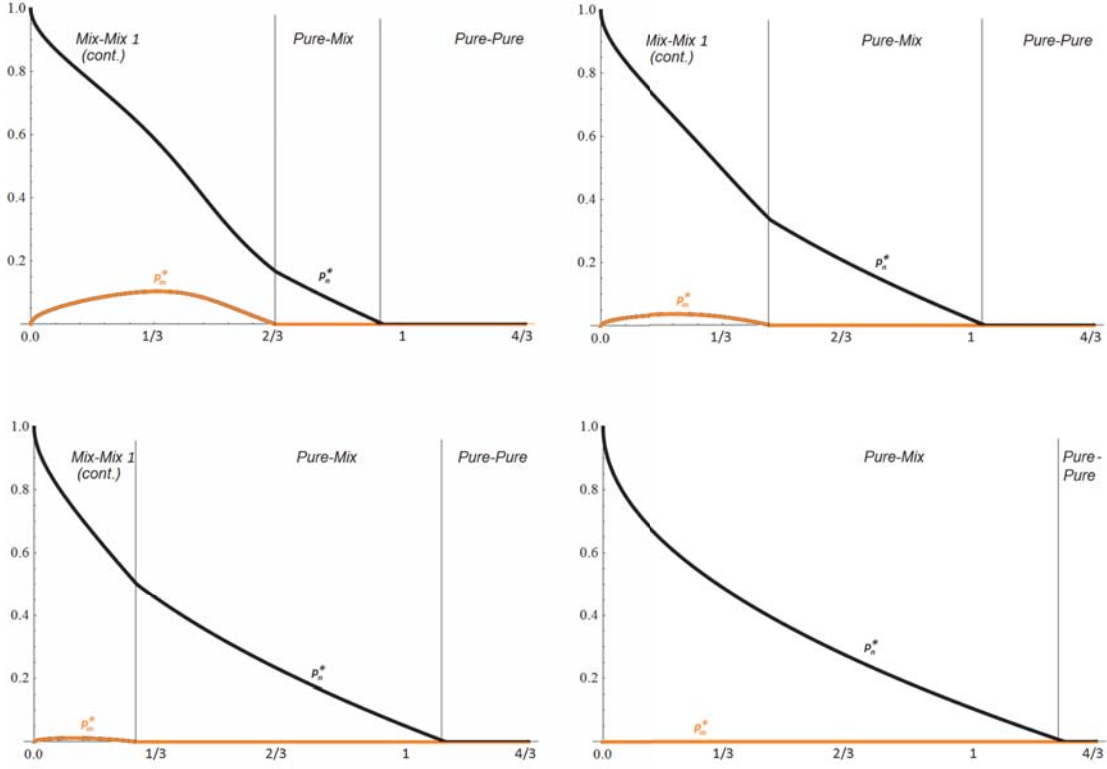 1.0
Mix-Mix 1
(cont.)
Pure-Mix
Pure-Pure
0.8
0.6
0.4
0.2
p*m
p*n
0.0
1/3
2/3
1
4/3
1.0
Mix-Mix 1
(cont.)
Pure-Mix
Pure-Pure
0.8
0.6
0.4
0.2
p*n
p*m
0.0
1/3
2/3
1
4/3
1.0
Mix-Mix 1
(cont.)
Pure-Mix
Pure-Pure
0.8
0.6
0.4
0.2
p*n
p*m
0.0
1/3
2/3
1
4/3
1.0
Pure-Mix
Pure-
Pure
0.8
0.6
0.4
0.2
p*n
p*m
0.0
1/3
2/3
1
4/3